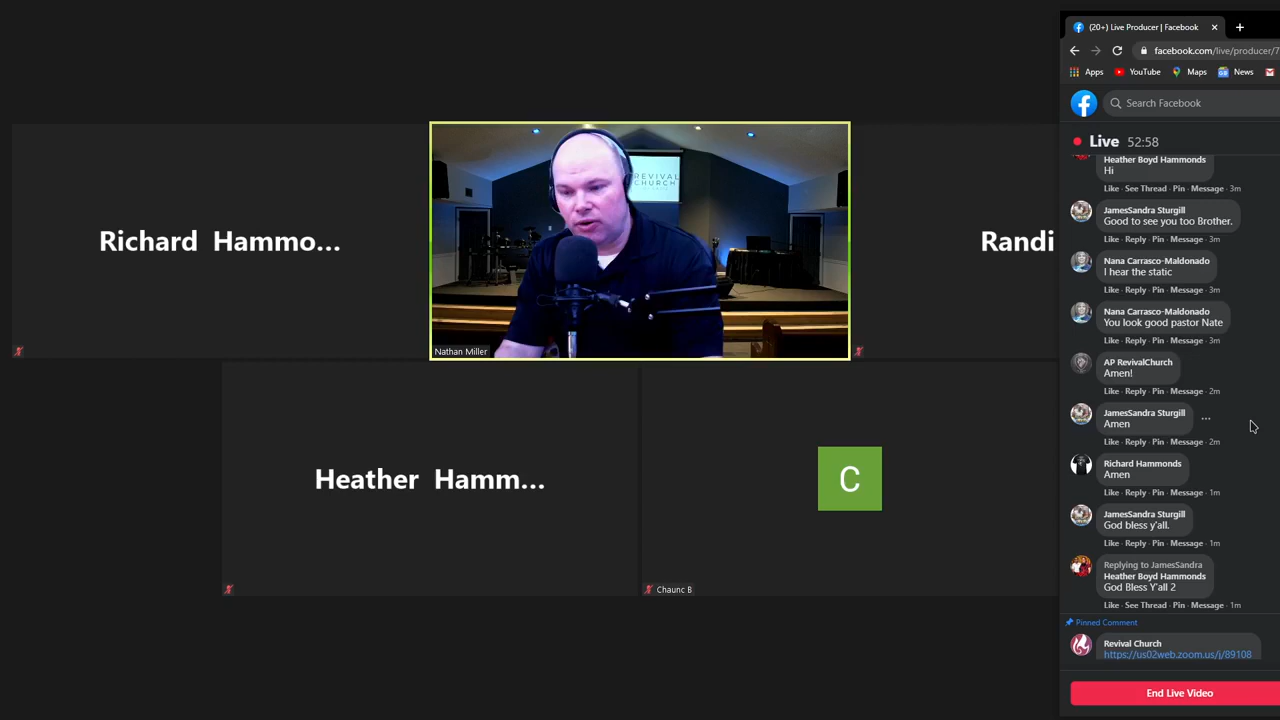 Richard Hammo...
REVIVAL
CHURCH
Nathan Miller
Randi
Heather Hamm...
C
Chaunc B
(20+) Live Producer | Facebook
facebook.com/live/producer/7
Apps YouTube Maps News
Search Facebook
Live 52:58
Heather Boyd Hammonds
Hi
Like · See Thread · Pin · Message · 3m
JamesSandra Sturgill
Good to see you too Brother.
Like · Reply · Pin · Message · 3m
Nana Carrasco-Maldonado
I hear the static
Like · Reply · Pin · Message · 3m
Nana Carrasco-Maldonado
You look good pastor Nate
Like · Reply · Pin · Message · 3m
AP RevivalChurch
Amen!
Like · Reply · Pin · Message · 2m
JamesSandra Sturgill
Amen
Like · Reply · Pin · Message · 2m
Richard Hammonds
Amen
Like · Reply · Pin · Message · 1m
JamesSandra Sturgill
God bless y'all.
Like · Reply · Pin · Message · 1m
Replying to JamesSandra
Heather Boyd Hammonds
God Bless Y'all 2
Like · See Thread · Pin · Message · 1m
Pinned Comment
Revival Church
https://us02web.zoom.us/j/89108
End Live Video